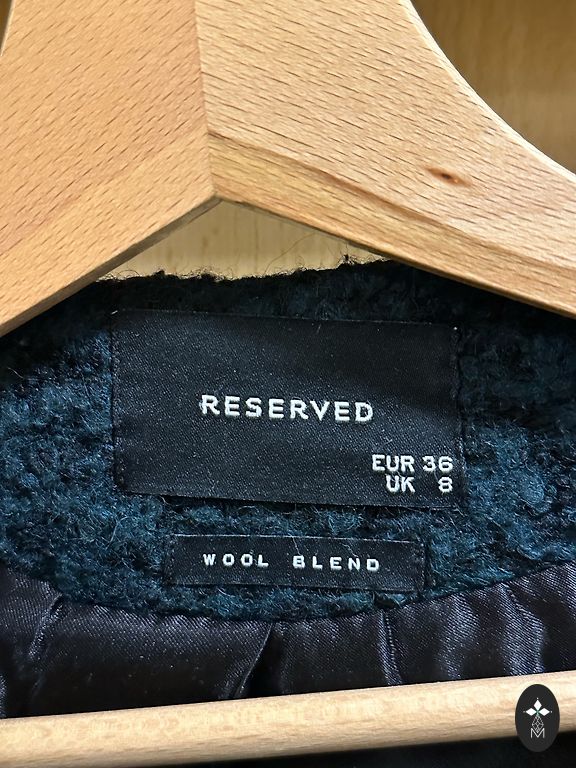 RESERVED
EUR 36
UK 8
WOOL BLEND
M